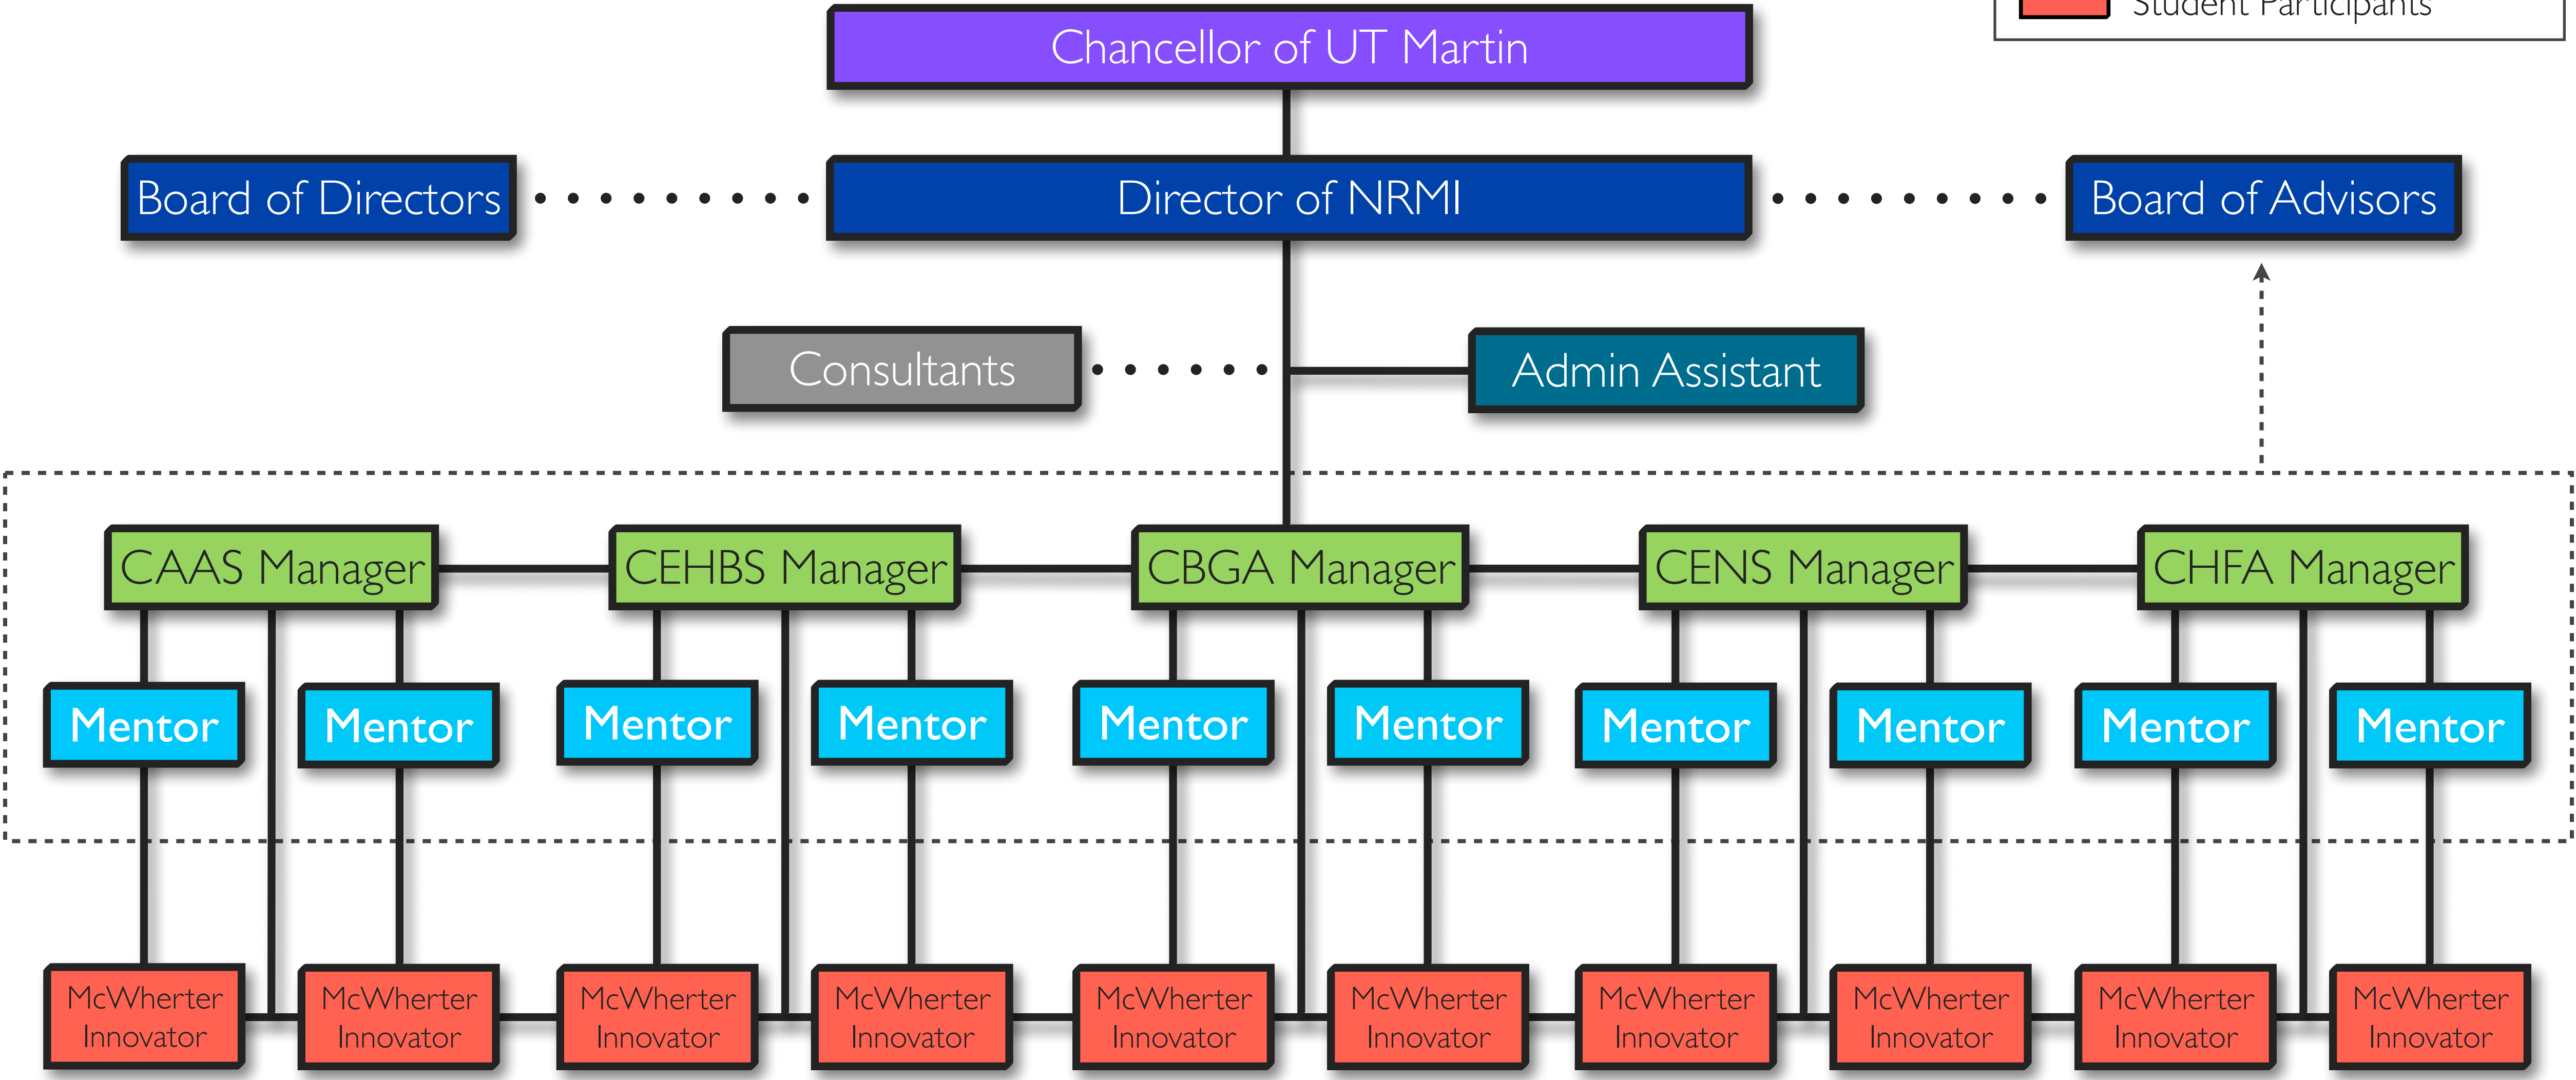 Student Participants
Chancellor of UT Martin
Board of Directors
Director of NRMI
Board of Advisors
Consultants
Admin Assistant
CAAS Manager
CEHBS Manager
CBGA Manager
CENS Manager
CHFA Manager
Mentor
Mentor
Mentor
Mentor
Mentor
Mentor
Mentor
Mentor
Mentor
Mentor
McWherter
Innovator
McWherter
Innovator
McWherter
Innovator
McWherter
Innovator
McWherter
Innovator
McWherter
Innovator
McWherter
Innovator
McWherter
Innovator
McWherter
Innovator
McWherter
Innovator